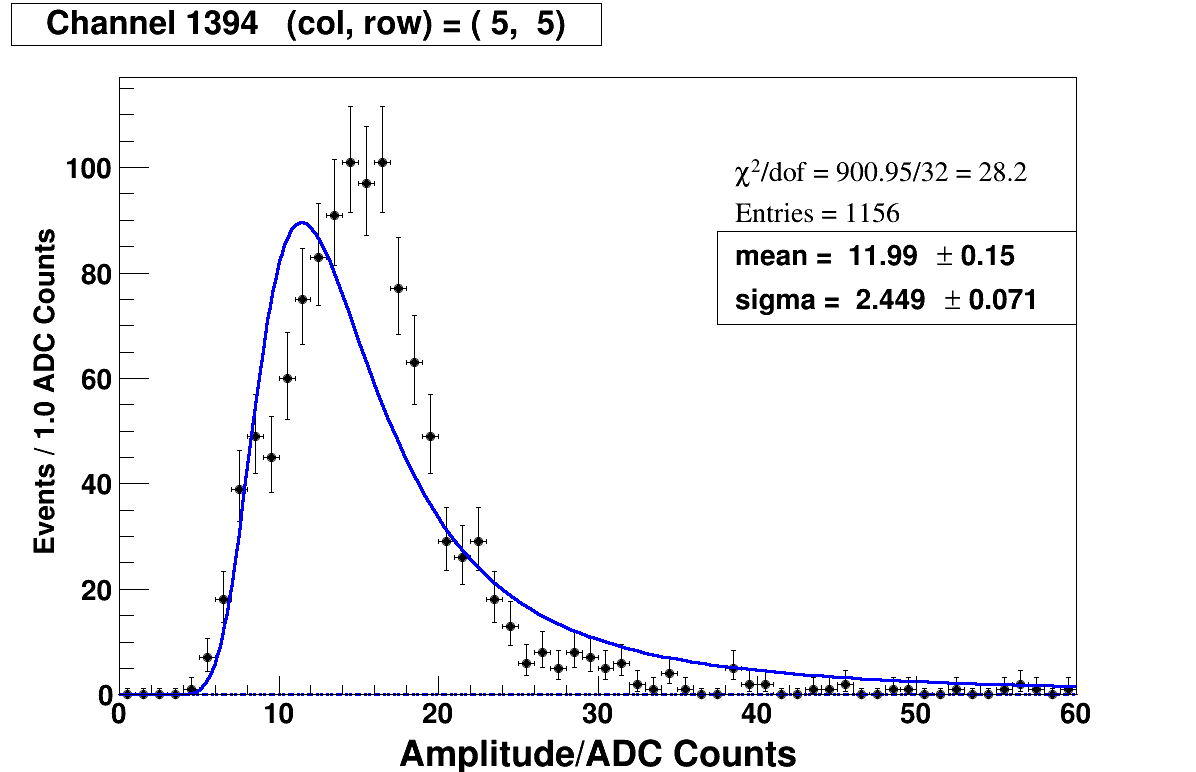 Channel 1394 (col, row) = ( 5, 5)
χ²/dof = 900.95/32 = 28.2
Entries = 1156
mean = 11.99 ± 0.15
sigma = 2.449 ± 0.071
Events / 1.0 ADC Counts
100
80
60
40
20
0
0 10 20 30 40 50 60
Amplitude/ADC Counts